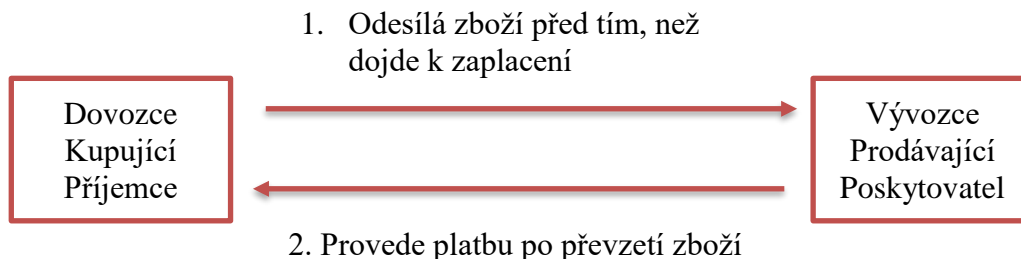 1. Odesílá zboží před tím, než
dojde k zaplacení
Dovozce
Kupující
Příjemce
Vývozce
Prodávající
Poskytovatel
2. Provede platbu po převzetí zboží